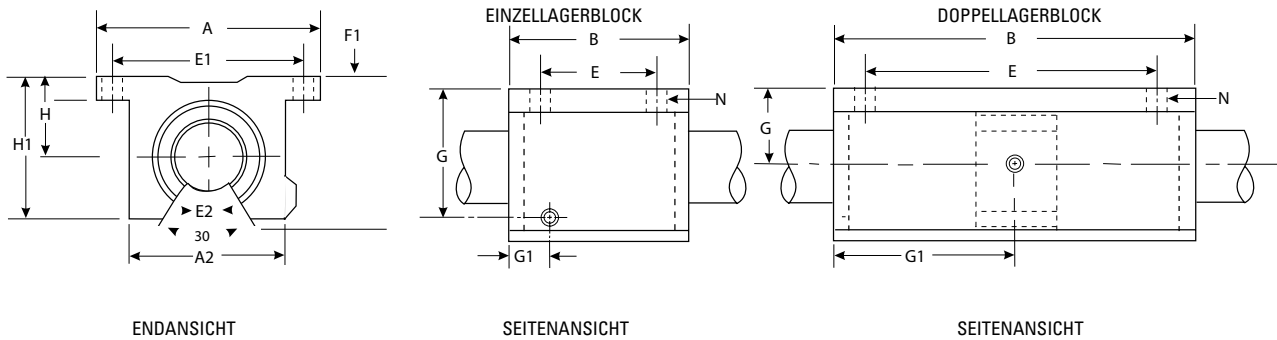 EINZELLAGERBLOCK
DOPPELLAGERBLOCK
A
E1
F1
H
H1
E2
30
A2
B
E
N
G
G1
B
E
N
G
G1
ENDANSICHT
SEITENANSICHT
SEITENANSICHT